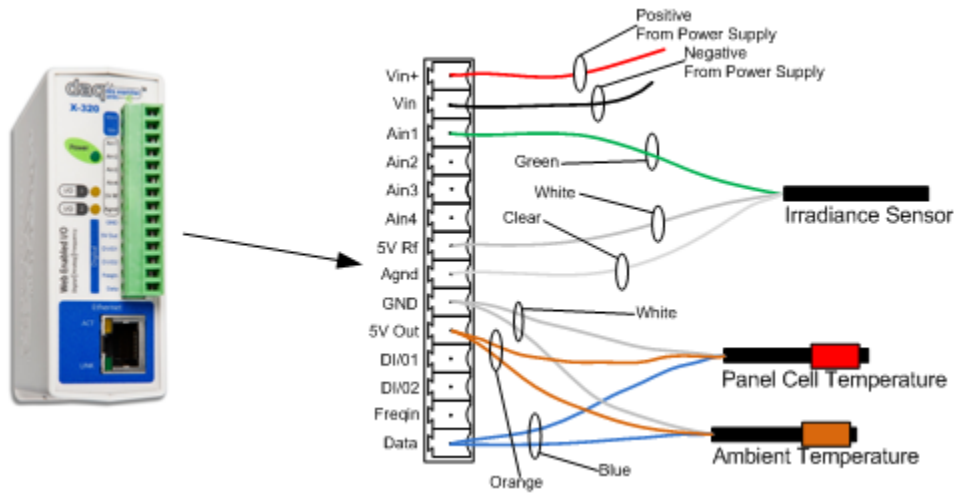 Positive
From Power Supply
Negative
From Power Supply
daq
X-320
Power
Web Enabled I/O
Ethernet
ACT
LINK
Vin+
Vin
Ain1
Ain2
Ain3
Ain4
5V Rf
Agnd
GND
5V Out
DI/01
DI/02
Freqin
Data
Green
White
Clear
Irradiance Sensor
White
Panel Cell Temperature
Ambient Temperature
Blue
Orange